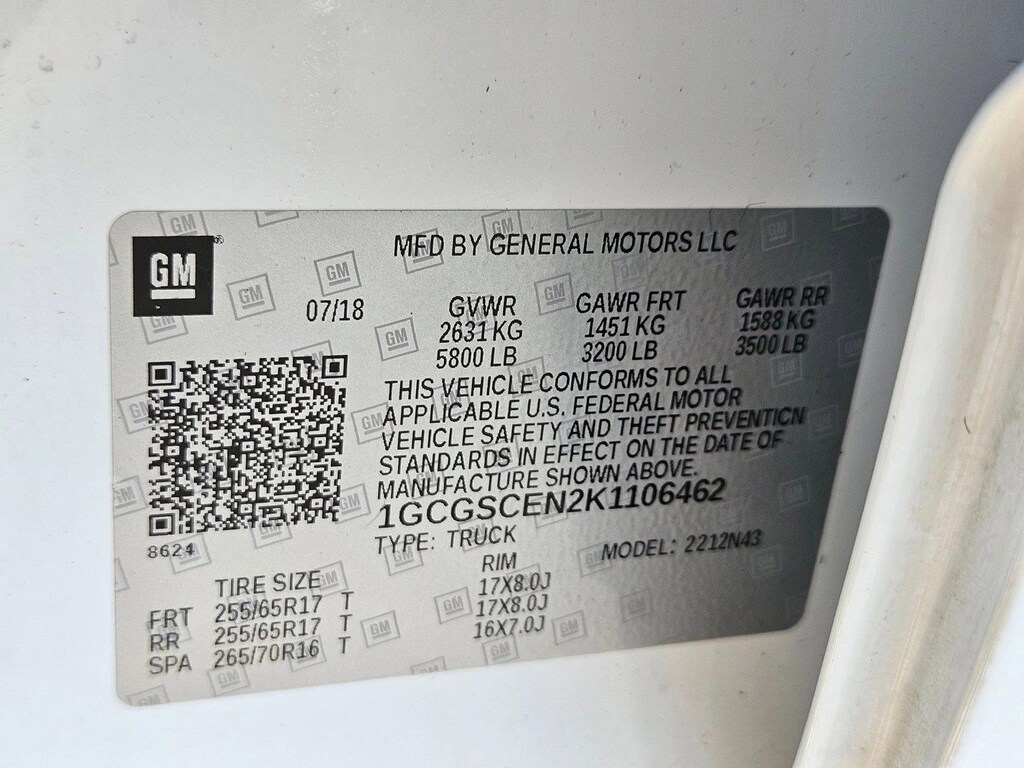 GM
MFD BY GENERAL MOTORS LLC
07/18 GVWR GAWR FRT GAWR RR
2631 KG 1451 KG 1588 KG
5800 LB 3200 LB 3500 LB
THIS VEHICLE CONFORMS TO ALL
APPLICABLE U.S. FEDERAL MOTOR
VEHICLE SAFETY AND THEFT PREVENTION
STANDARDS IN EFFECT ON THE DATE OF
MANUFACTURE SHOWN ABOVE.
1GCGSCEN2K1106462
8624
TYPE: TRUCK MODEL: 2212N43
TIRE SIZE RIM
FRT 255/65R17 T 17X8.0J
RR 255/65R17 T 17X8.0J
SPA 265/70R16 T 16X7.0J